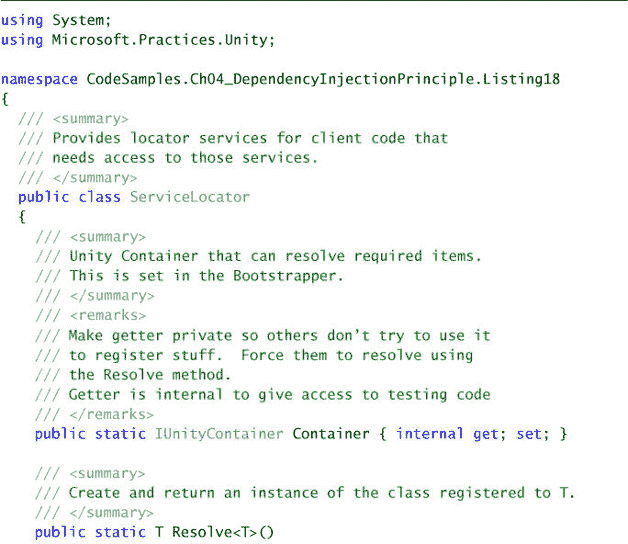 using System;
using Microsoft.Practices.Unity;
namespace CodeSamples.Ch04_DependencyInjectionPrinciple.Listing18
{
/// <summary>
/// Provides locator services for client code that
/// needs access to those services.
/// </summary>
public class ServiceLocator
{
/// <summary>
/// Unity Container that can resolve required items.
/// This is set in the Bootstrapper.
/// </summary>
/// <remarks>
/// Make getter private so others don’t try to use it
/// to register stuff.  Force them to resolve using
/// the Resolve method.
/// Getter is internal to give access to testing code
/// </remarks>
public static IUnityContainer Container { internal get; set; }
/// <summary>
/// Create and return an instance of the class registered to T.
/// </summary>
public static T Resolve<T>()